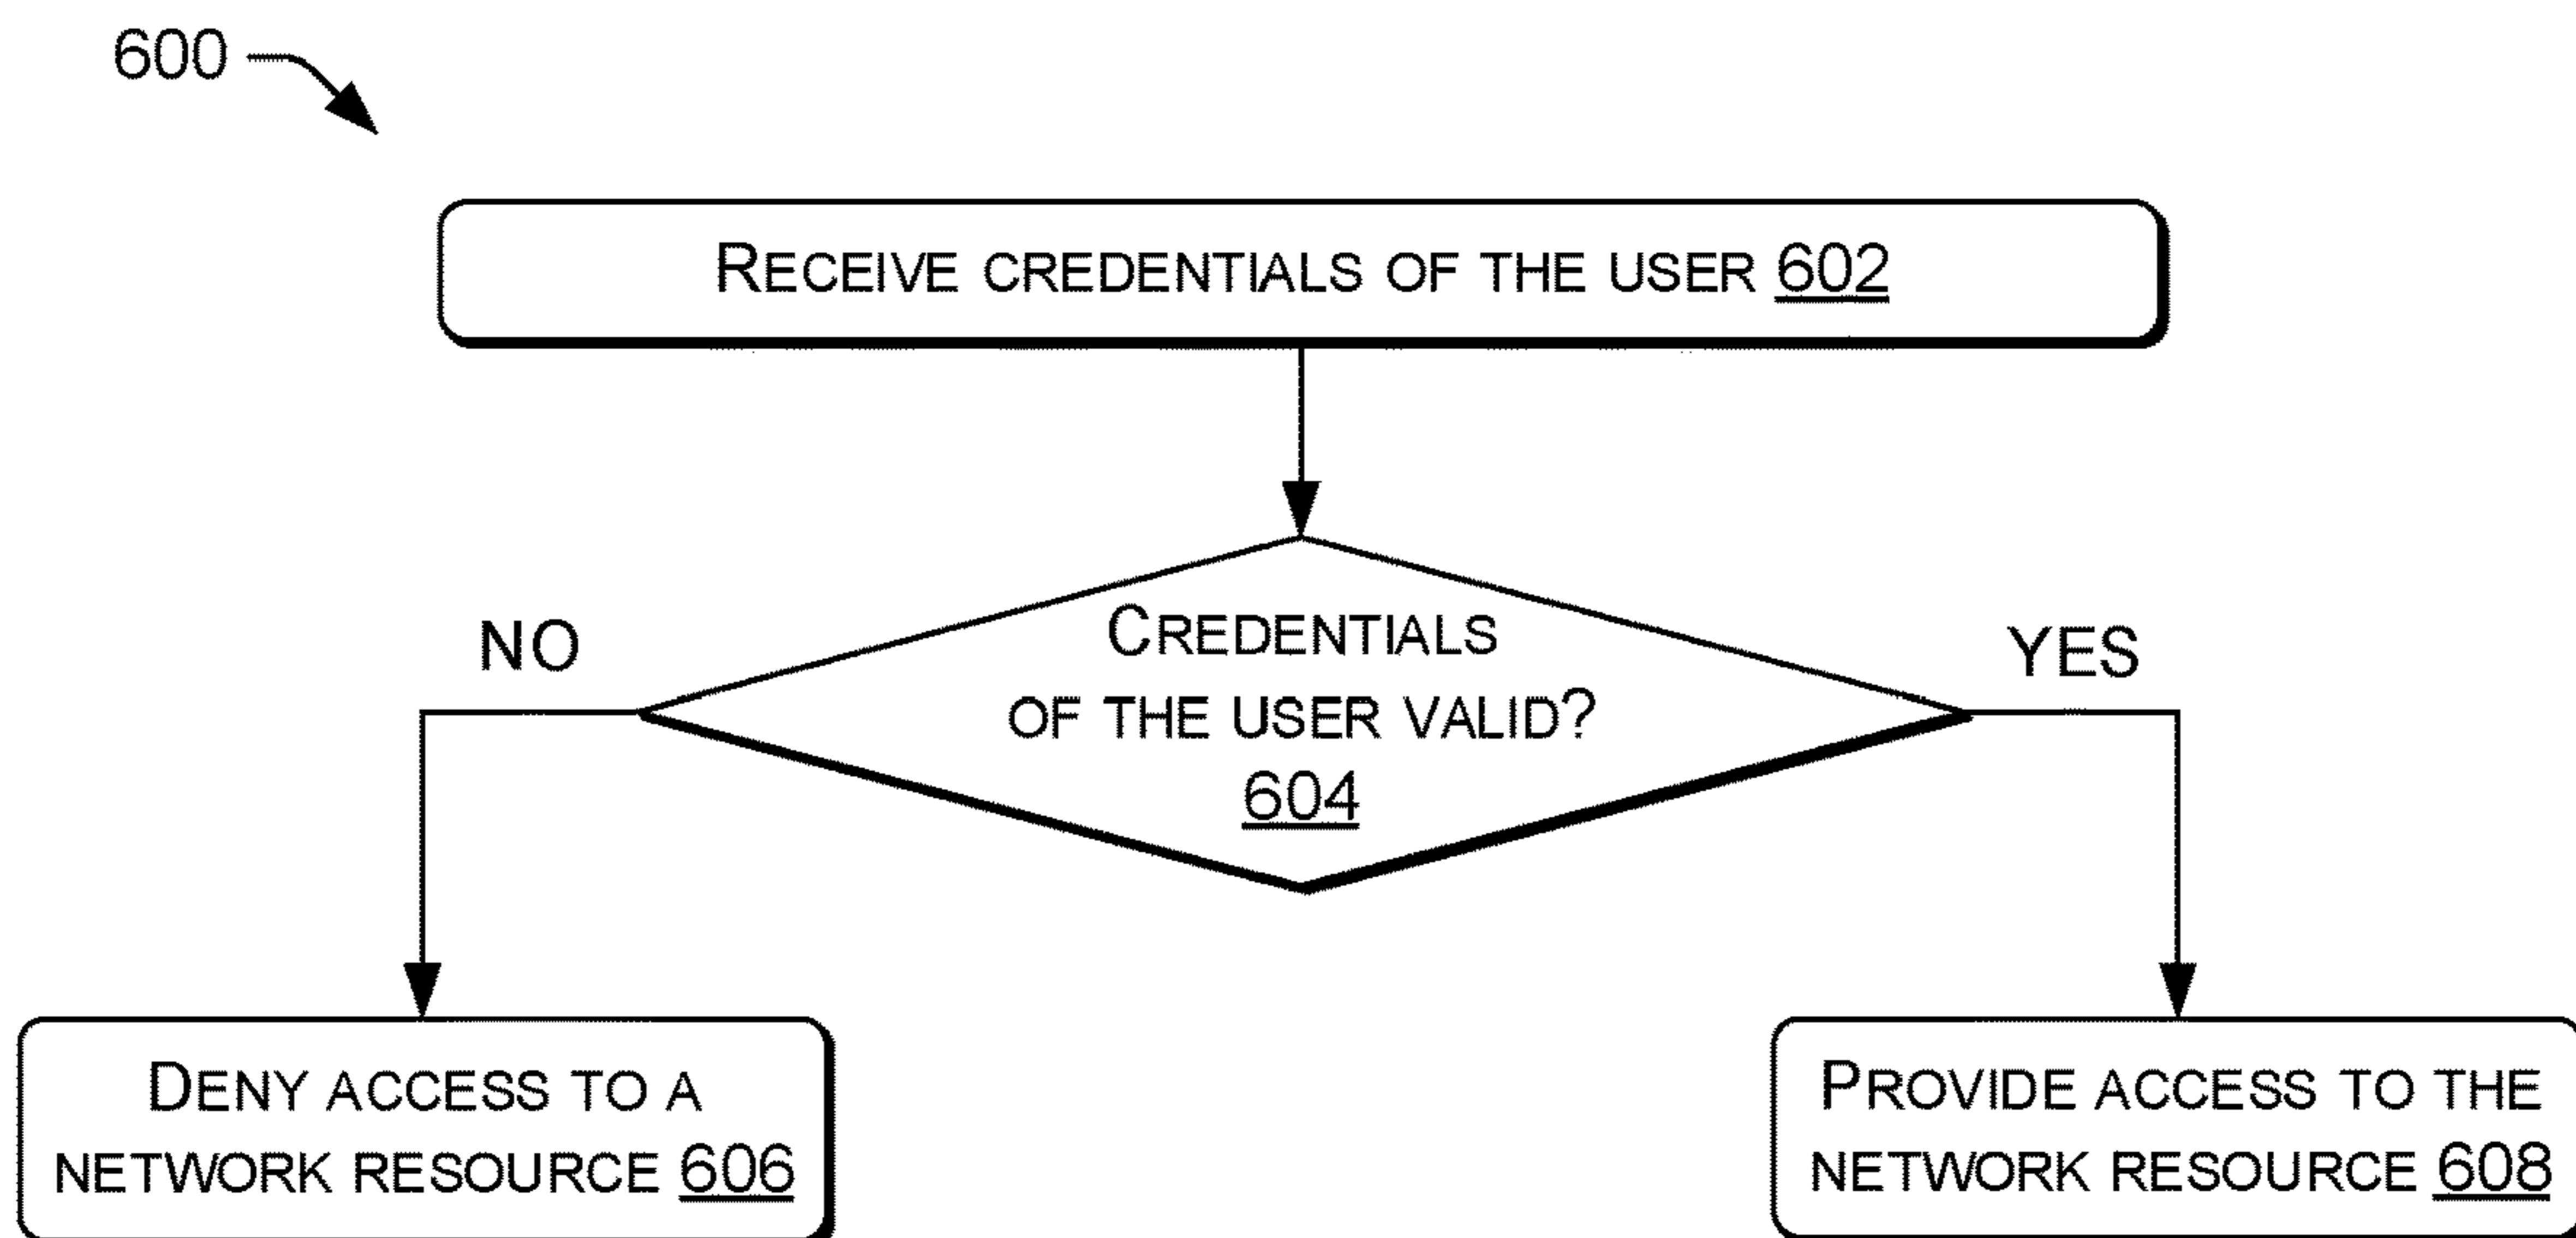 600
RECEIVE CREDENTIALS OF THE USER 602
CREDENTIALS
OF THE USER VALID?
604
NO
YES
DENY ACCESS TO A
NETWORK RESOURCE 606
PROVIDE ACCESS TO THE
NETWORK RESOURCE 608